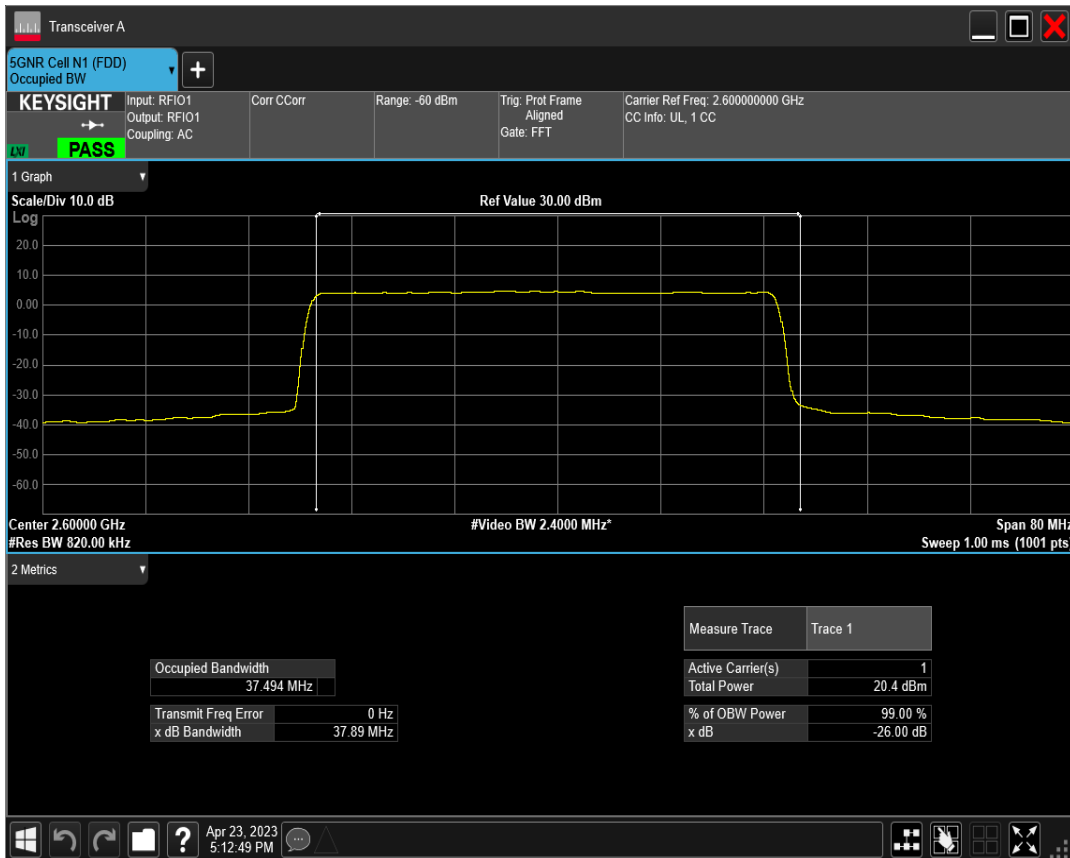 Transceiver A
5GNR Cell N1 (FDD)
Occupied BW
+
KEYSIGHT
LXI
PASS
Input: RFIO1
Output: RFIO1
Coupling: AC
Corr CCorr
Range: -60 dBm
Trig: Prot Frame
Aligned
Gate: FFT
Carrier Ref Freq: 2.600000000 GHz
CC Info: UL, 1 CC
1 Graph
Scale/Div 10.0 dB
Ref Value 30.00 dBm
Log
20.0
10.0
0.00
-10.0
-20.0
-30.0
-40.0
-50.0
-60.0
Center 2.60000 GHz
#Video BW 2.4000 MHz*
Span 80 MHz
#Res BW 820.00 kHz
Sweep 1.00 ms (1001 pts)
2 Metrics
Measure Trace Trace 1
Occupied Bandwidth
37.494 MHz
Transmit Freq Error 0 Hz
x dB Bandwidth 37.89 MHz
Active Carrier(s) 1
Total Power 20.4 dBm
% of OBW Power 99.00 %
x dB -26.00 dB
?
Apr 23, 2023
5:12:49 PM